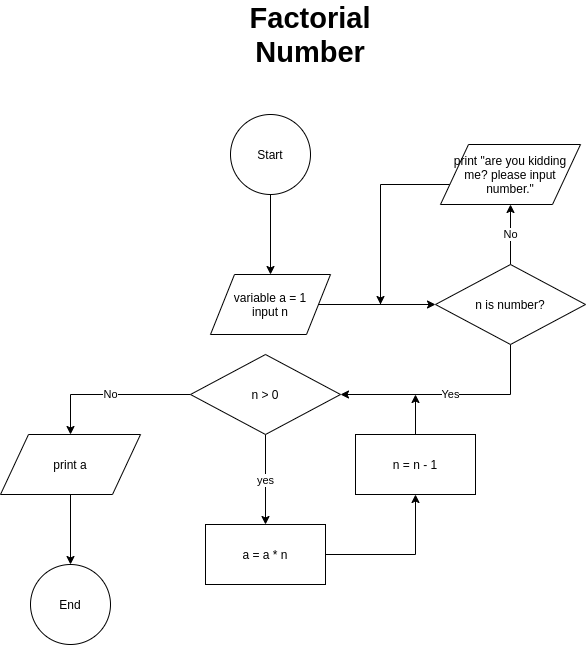 Factorial
Number
Start
print "are you kidding
me? please input
number."
No
variable a = 1
input n
n is number?
Yes
n > 0
No
yes
print a
n = n - 1
a = a * n
End